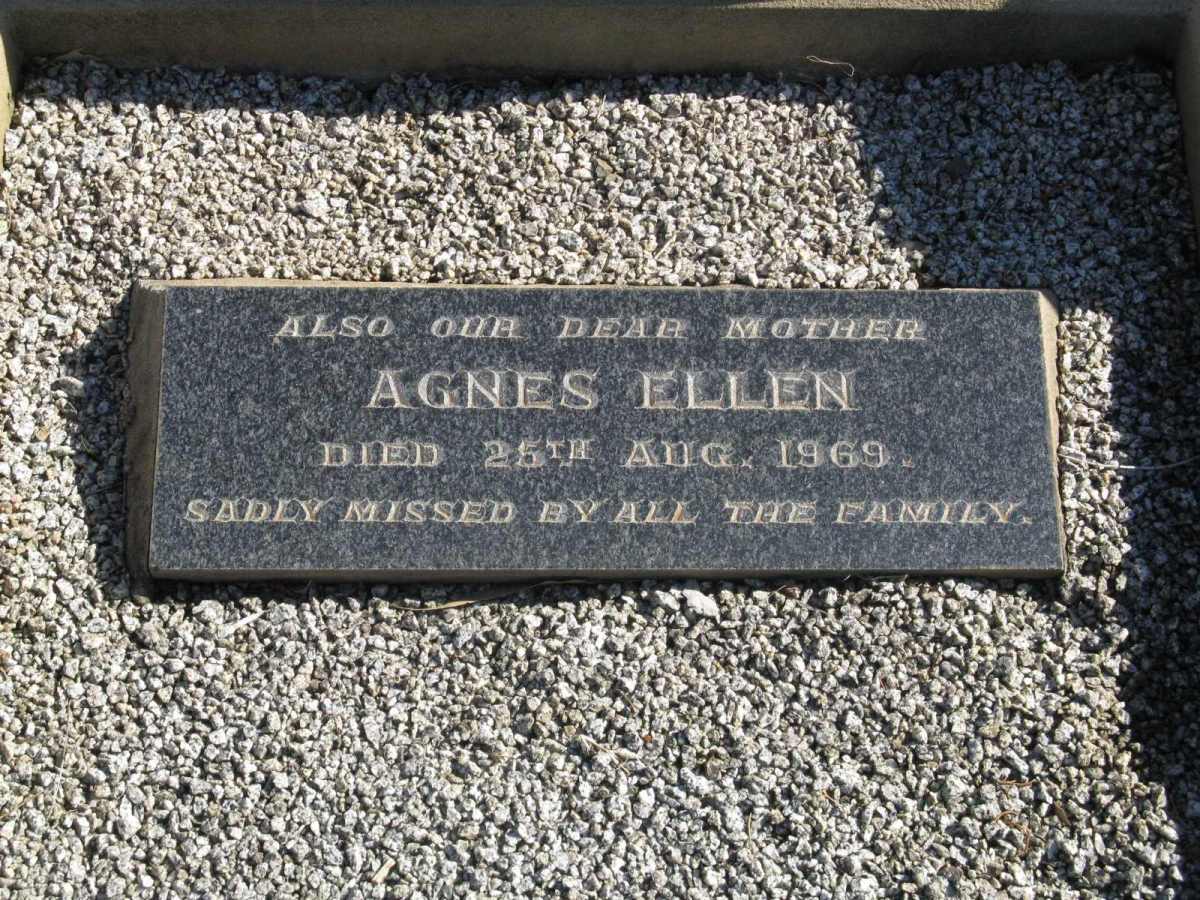 ALSO OUR DEAR MOTHER
AGNES ELLEN
DIED 25TH AUG. 1969.
SADLY MISSED BY ALL THE FAMILY.